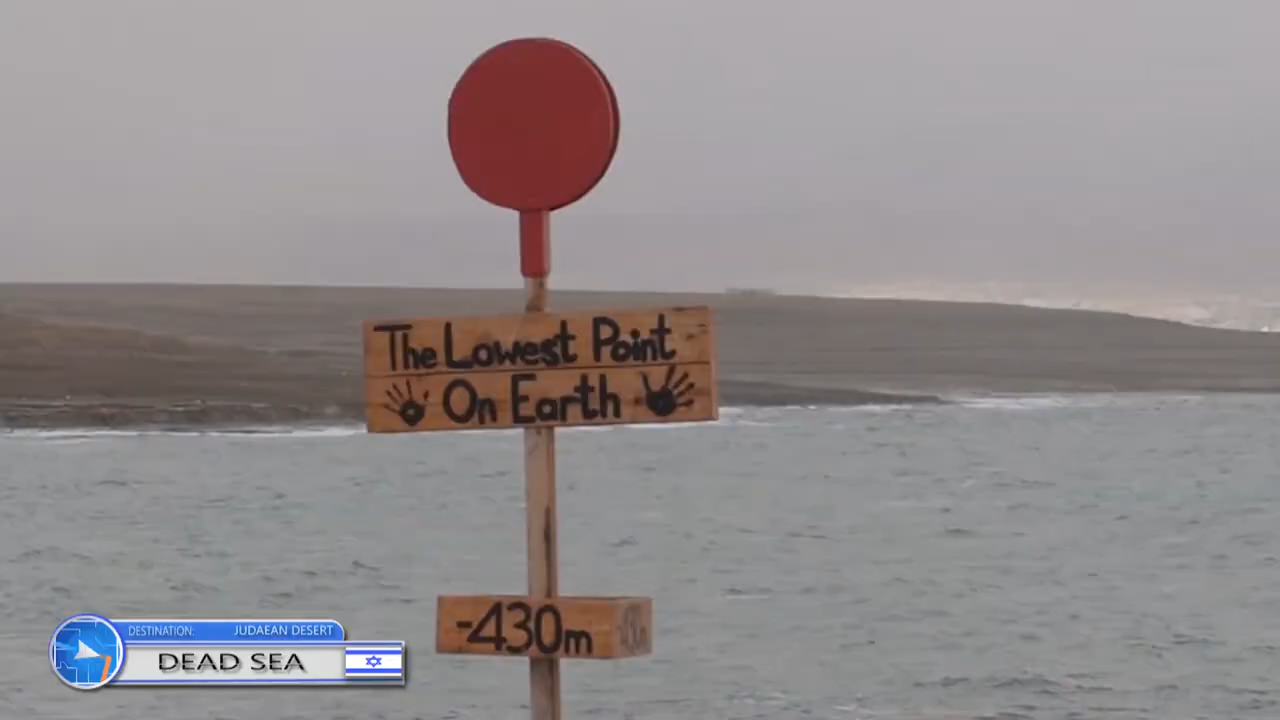 The Lowest Point
On Earth
-430m
DESTINATION: JUDAEAN DESERT
DEAD SEA